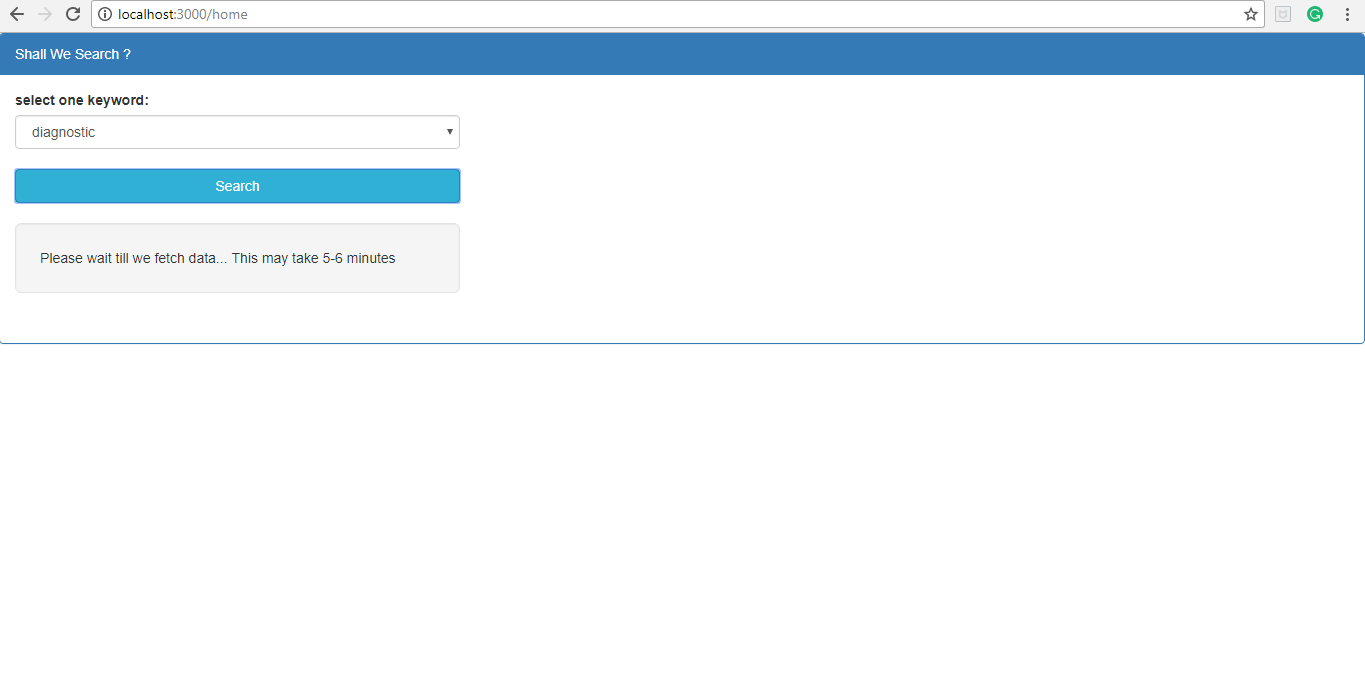 localhost:3000/home
Shall We Search ?
select one keyword:
diagnostic
Search
Please wait till we fetch data... This may take 5-6 minutes